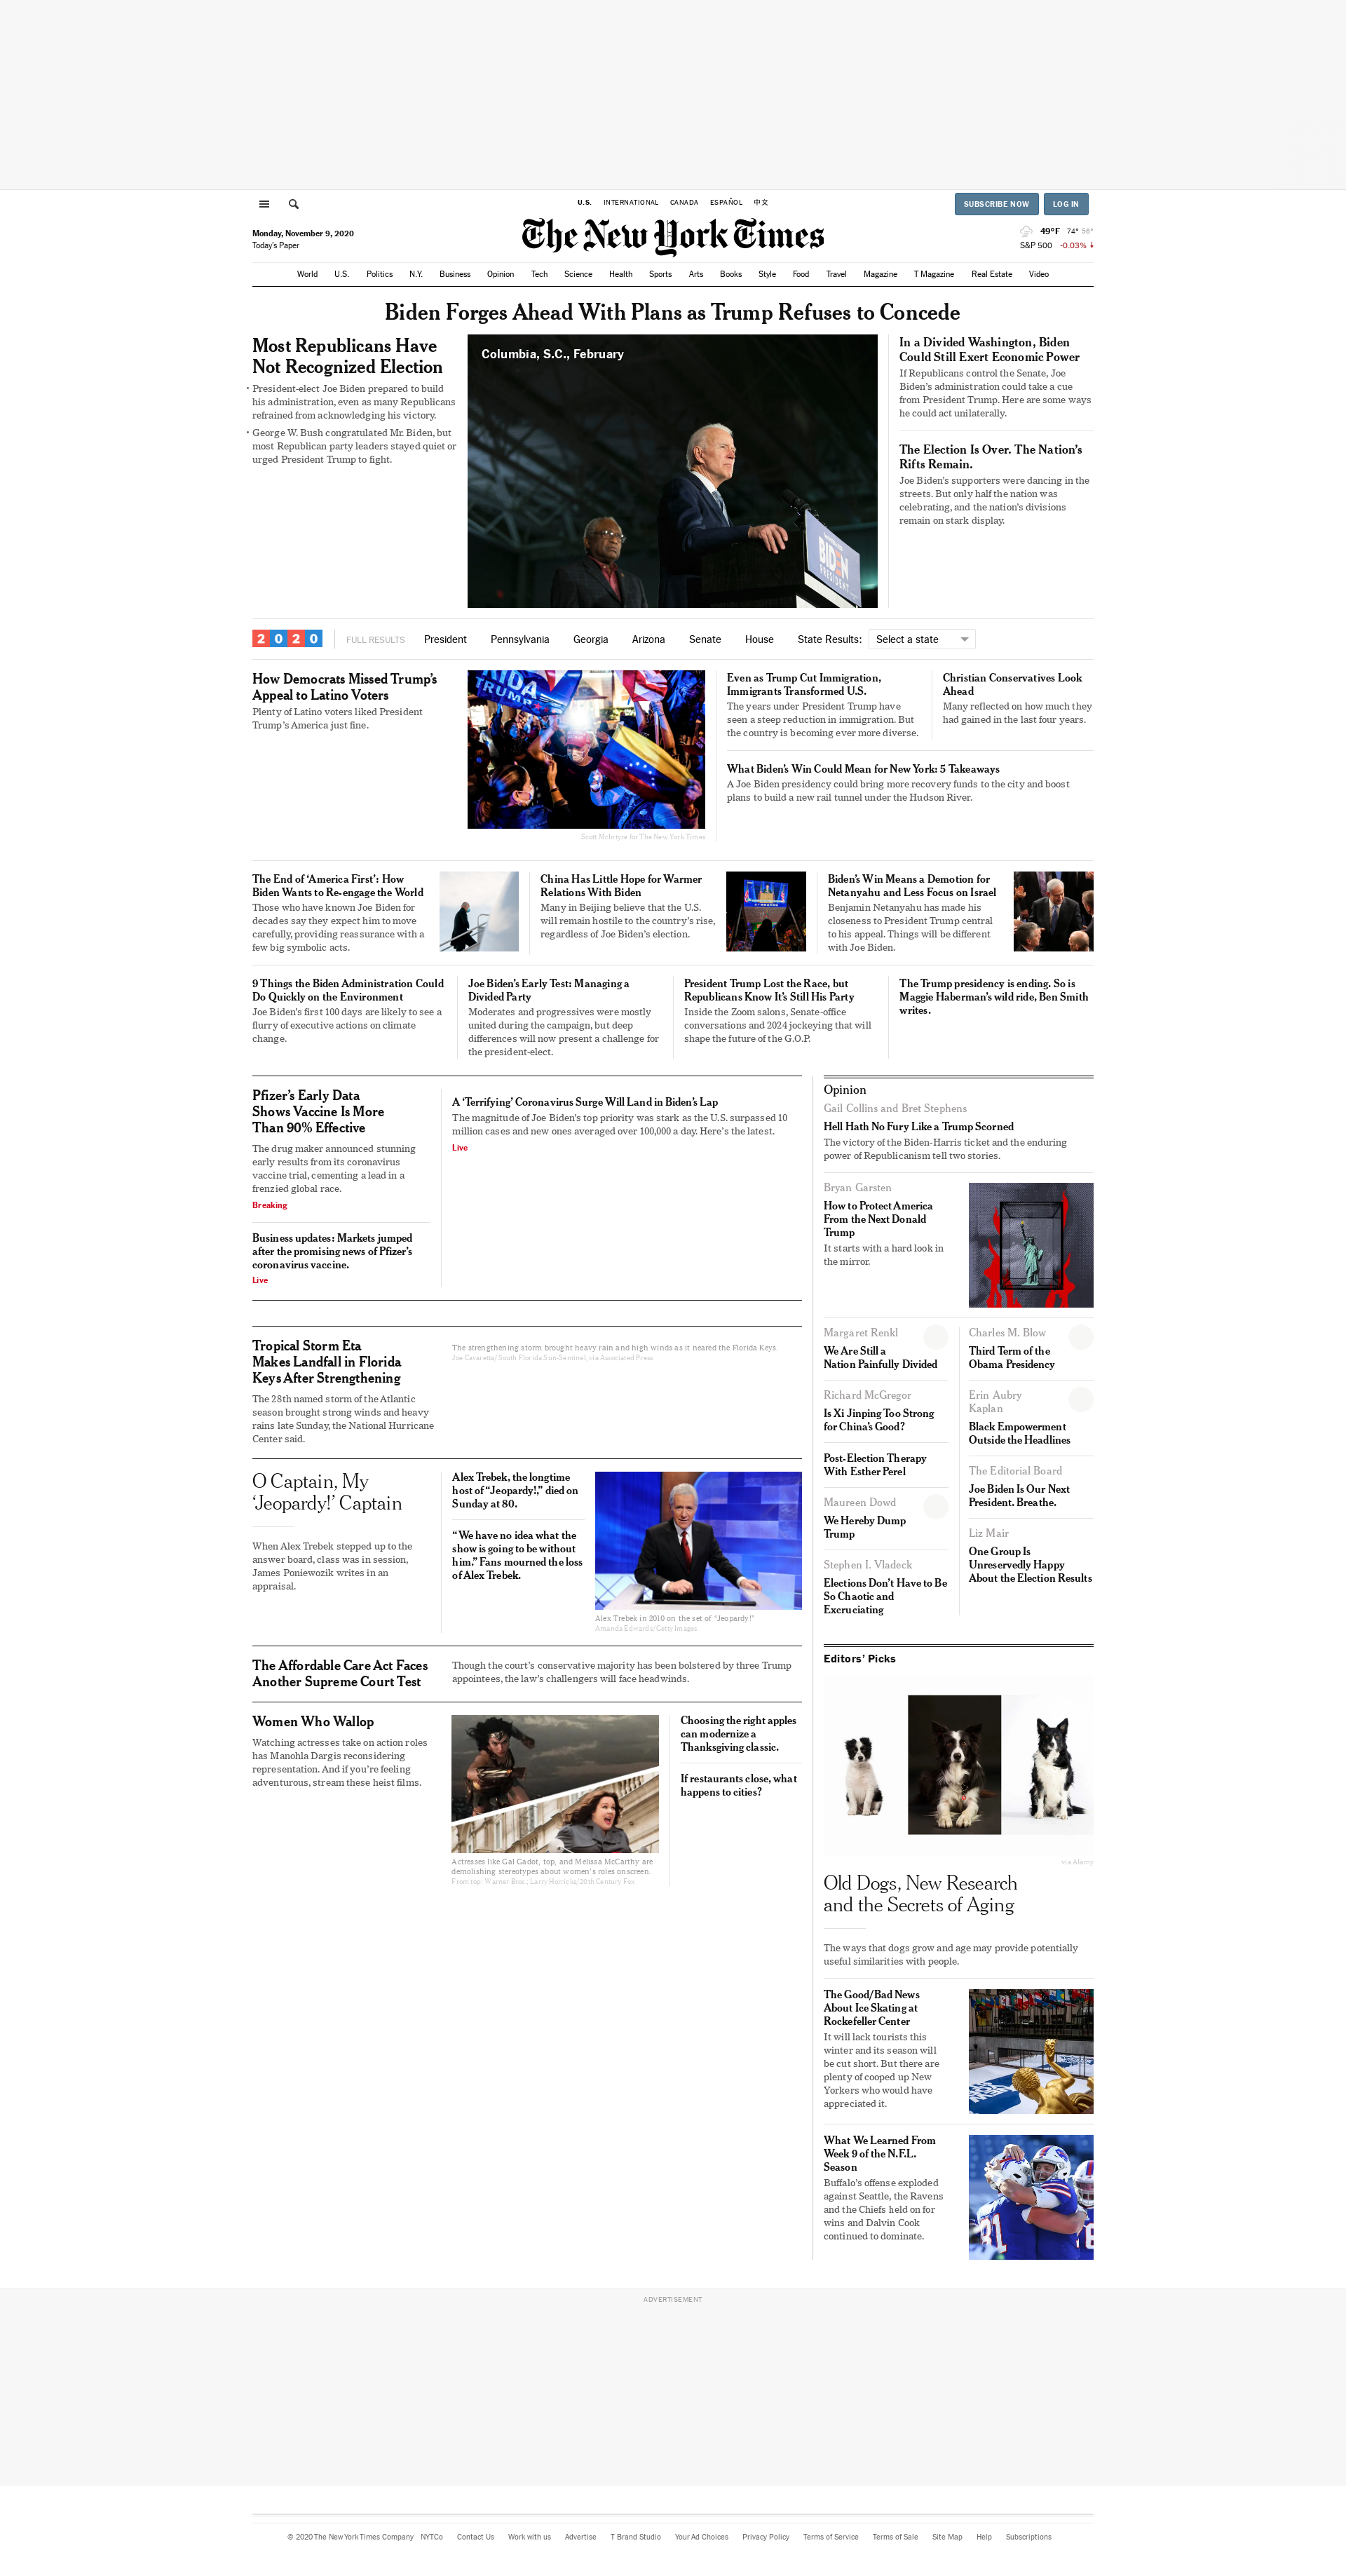 U.S. INTERNATIONAL CANADA ESPAÑOL 中文
SUBSCRIBE NOW LOG IN
Monday, November 9, 2020
Today's Paper
The New York Times
49°F 74° 56°
S&P 500 -0.03%
World U.S. Politics N.Y. Business Opinion Tech Science Health Sports Arts Books Style Food Travel Magazine T Magazine Real Estate Video
Biden Forges Ahead With Plans as Trump Refuses to Concede
Most Republicans Have
Not Recognized Election
President-elect Joe Biden prepared to build
his administration, even as many Republicans
refrained from acknowledging his victory.
George W. Bush congratulated Mr. Biden, but
most Republican party leaders stayed quiet or
urged President Trump to fight.
Columbia, S.C., February
BIDEN
PRESIDENT
In a Divided Washington, Biden
Could Still Exert Economic Power
If Republicans control the Senate, Joe
Biden's administration could take a cue
from President Trump. Here are some ways
he could act unilaterally.
The Election Is Over. The Nation's
Rifts Remain.
Joe Biden's supporters were dancing in the
streets. But only half the nation was
celebrating, and the nation's divisions
remain on stark display.
2020 FULL RESULTS President Pennsylvania Georgia Arizona Senate House State Results: Select a state
How Democrats Missed Trump's
Appeal to Latino Voters
Plenty of Latino voters liked President
Trump's America just fine.
TRUMP
Scott McIntyre for The New York Times
Even as Trump Cut Immigration,
Immigrants Transformed U.S.
The years under President Trump have
seen a steep reduction in immigration. But
the country is becoming ever more diverse.
Christian Conservatives Look
Ahead
Many reflected on how much they
had gained in the last four years.
What Biden's Win Could Mean for New York: 5 Takeaways
A Joe Biden presidency could bring more recovery funds to the city and boost
plans to build a new rail tunnel under the Hudson River.
The End of 'America First': How
Biden Wants to Re-engage the World
Those who have known Joe Biden for
decades say they expect him to move
carefully, providing reassurance with a
few big symbolic acts.
China Has Little Hope for Warmer
Relations With Biden
Many in Beijing believe that the U.S.
will remain hostile to the country's rise,
regardless of Joe Biden's election.
Biden's Win Means a Demotion for
Netanyahu and Less Focus on Israel
Benjamin Netanyahu has made his
closeness to President Trump central
to his appeal. Things will be different
with Joe Biden.
9 Things the Biden Administration Could
Do Quickly on the Environment
Joe Biden's first 100 days are likely to see a
flurry of executive actions on climate
change.
Joe Biden's Early Test: Managing a
Divided Party
Moderates and progressives were mostly
united during the campaign, but deep
differences will now present a challenge for
the president-elect.
President Trump Lost the Race, but
Republicans Know It's Still His Party
Inside the Zoom salons, Senate-office
conversations and 2024 jockeying that will
shape the future of the G.O.P.
The Trump presidency is ending. So is
Maggie Haberman's wild ride, Ben Smith
writes.
Pfizer's Early Data
Shows Vaccine Is More
Than 90% Effective
The drug maker announced stunning
early results from its coronavirus
vaccine trial, cementing a lead in a
frenzied global race.
Breaking
Business updates: Markets jumped
after the promising news of Pfizer's
coronavirus vaccine.
Live
A 'Terrifying' Coronavirus Surge Will Land in Biden's Lap
The magnitude of Joe Biden's top priority was stark as the U.S. surpassed 10
million cases and new ones averaged over 100,000 a day. Here's the latest.
Live
Tropical Storm Eta
Makes Landfall in Florida
Keys After Strengthening
The 28th named storm of the Atlantic
season brought strong winds and heavy
rains late Sunday, the National Hurricane
Center said.
The strengthening storm brought heavy rain and high winds as it neared the Florida Keys.
Joe Cavaretta/South Florida Sun-Sentinel, via Associated Press
O Captain, My
'Jeopardy!' Captain
When Alex Trebek stepped up to the
answer board, class was in session,
James Poniewozik writes in an
appraisal.
Alex Trebek, the longtime
host of "Jeopardy!," died on
Sunday at 80.
"We have no idea what the
show is going to be without
him." Fans mourned the loss
of Alex Trebek.
Alex Trebek in 2010 on the set of "Jeopardy!"
Amanda Edwards/Getty Images
The Affordable Care Act Faces
Another Supreme Court Test
Though the court's conservative majority has been bolstered by three Trump
appointees, the law's challengers will face headwinds.
Women Who Wallop
Watching actresses take on action roles
has Manohla Dargis reconsidering
representation. And if you're feeling
adventurous, stream these heist films.
Actresses like Gal Gadot, top, and Melissa McCarthy are
demolishing stereotypes about women's roles onscreen.
From top: Warner Bros.; Larry Horricks/20th Century Fox
Choosing the right apples
can modernize a
Thanksgiving classic.
If restaurants close, what
happens to cities?
Opinion
Gail Collins and Bret Stephens
Hell Hath No Fury Like a Trump Scorned
The victory of the Biden-Harris ticket and the enduring
power of Republicanism tell two stories.
Bryan Garsten
How to Protect America
From the Next Donald
Trump
It starts with a hard look in
the mirror.
Margaret Renkl
We Are Still a
Nation Painfully Divided
Richard McGregor
Is Xi Jinping Too Strong
for China's Good?
Post-Election Therapy
With Esther Perel
Maureen Dowd
We Hereby Dump
Trump
Stephen I. Vladeck
Elections Don't Have to Be
So Chaotic and
Excruciating
Charles M. Blow
Third Term of the
Obama Presidency
Erin Aubry
Kaplan
Black Empowerment
Outside the Headlines
The Editorial Board
Joe Biden Is Our Next
President. Breathe.
Liz Mair
One Group Is
Unreservedly Happy
About the Election Results
Editors' Picks
via Alamy
Old Dogs, New Research
and the Secrets of Aging
The ways that dogs grow and age may provide potentially
useful similarities with people.
The Good/Bad News
About Ice Skating at
Rockefeller Center
It will lack tourists this
winter and its season will
be cut short. But there are
plenty of cooped up New
Yorkers who would have
appreciated it.
What We Learned From
Week 9 of the N.F.L.
Season
Buffalo's offense exploded
against Seattle, the Ravens
and the Chiefs held on for
wins and Dalvin Cook
continued to dominate.
ADVERTISEMENT
© 2020 The New York Times Company NYTCo Contact Us Work with us Advertise T Brand Studio Your Ad Choices Privacy Policy Terms of Service Terms of Sale Site Map Help Subscriptions